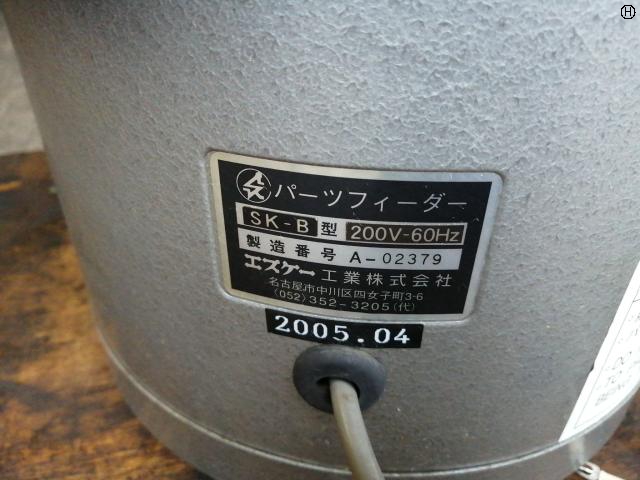 パーツフィーダー
SK-B 型 200V-60Hz
製造番号 A-02379
エスケー工業株式会社
名古屋市中川区四女子町3-6
(052)352-3205(代)
2005.04
H